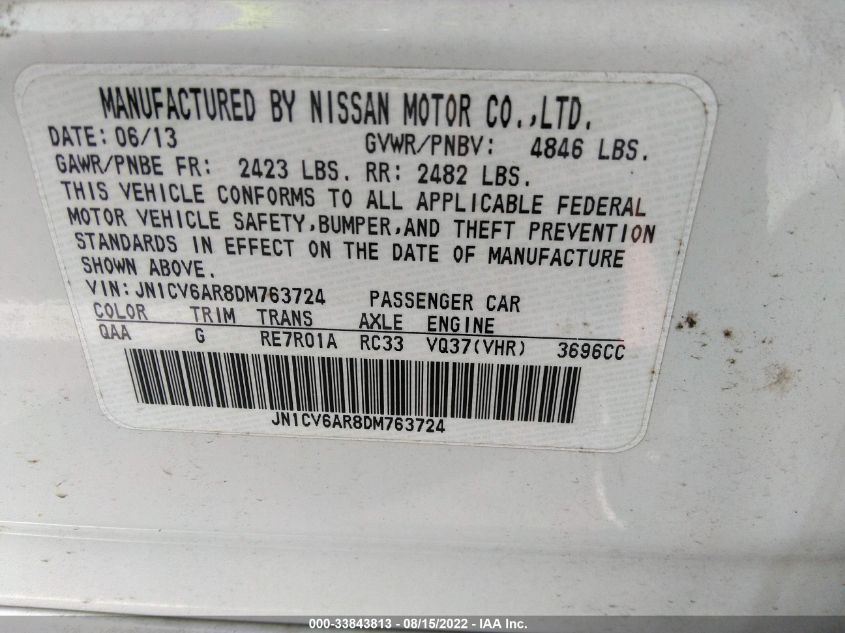 MANUFACTURED BY NISSAN MOTOR CO.,LTD.
DATE: 06/13 GVWR/PNBV: 4846 LBS.
GAWR/PNBE FR: 2423 LBS. RR: 2482 LBS.
THIS VEHICLE CONFORMS TO ALL APPLICABLE FEDERAL
MOTOR VEHICLE SAFETY,BUMPER,AND THEFT PREVENTION
STANDARDS IN EFFECT ON THE DATE OF MANUFACTURE
SHOWN ABOVE.
VIN:JN1CV6AR8DM763724 PASSENGER CAR
COLOR TRIM TRANS AXLE ENGINE
QAA G RE7R01A RC33 VQ37(VHR) 3696CC
JN1CV6AR8DM763724
000-33843813 - 08/15/2022 - IAA Inc.